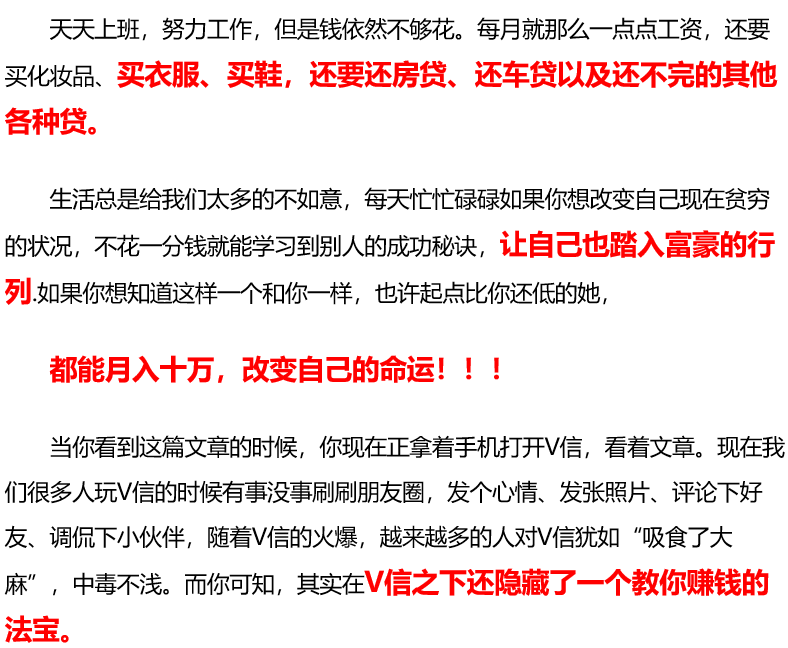 天天上班，努力工作，但是钱依然不够花。每月就那么一点点工资，还要
买化妆品、买衣服、买鞋，还要还房贷、还车贷以及还不完的其他
各种贷。
生活总是给我们太多的不如意，每天忙忙碌碌如果你想改变自己现在贫穷
的状况，不花一分钱就能学习到别人的成功秘诀，让自己也踏入富豪的行
列.如果你想知道这样一个和你一样，也许起点比你还低的她，
都能月入十万，改变自己的命运！！！
当你看到这篇文章的时候，你现在正拿着手机打开V信，看着文章。现在我
们很多人玩V信的时候有事没事刷刷朋友圈，发个心情、发张照片、评论下好
友、调侃下小伙伴，随着V信的火爆，越来越多的人对V信犹如“吸食了大
麻”，中毒不浅。而你可知，其实在V信之下还隐藏了一个教你赚钱的
法宝。